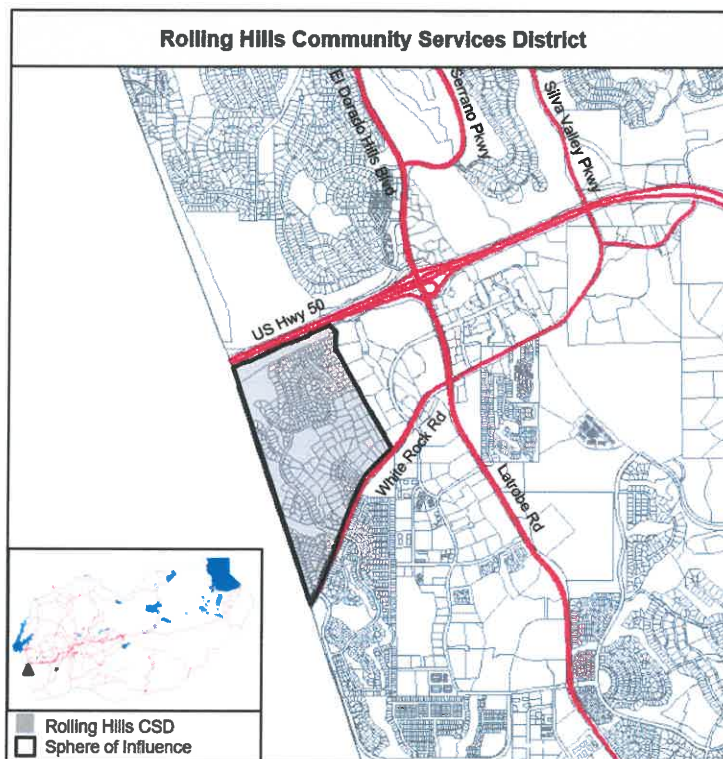 Rolling Hills Community Services District
El Dorado Hills Blvd
Serrano Pkwy
Silva Valley Pkwy
US Hwy 50
White Rock Rd
Latrobe Rd
Rolling Hills CSD
Sphere of Influence